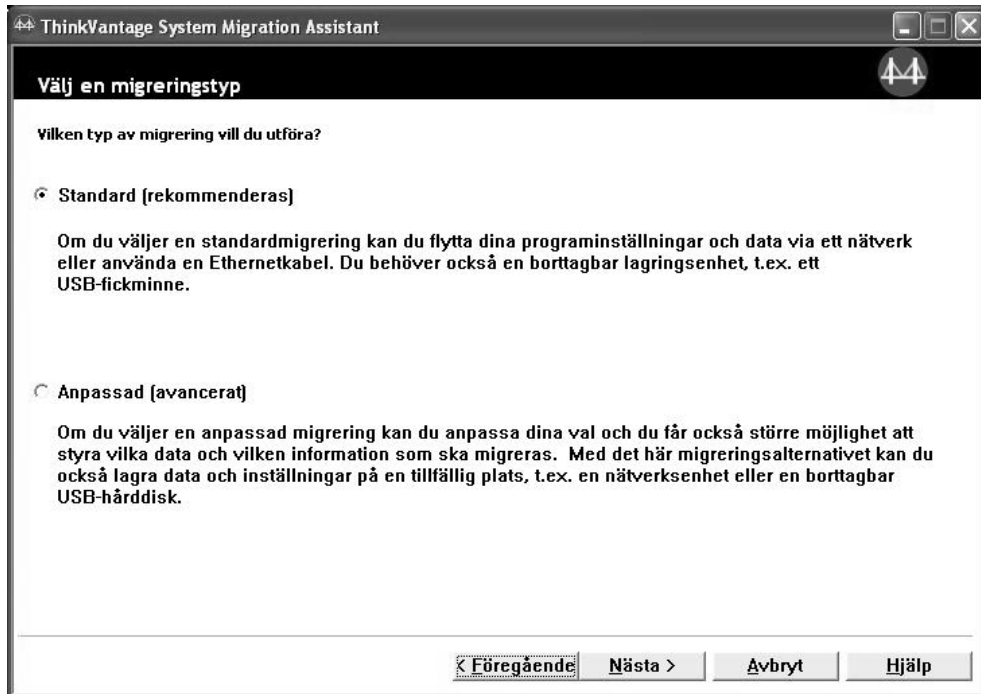 ThinkVantage System Migration Assistant
Välj en migreringstyp
Vilken typ av migrering vill du utföra?
Standard (rekommenderas)
Om du väljer en standardmigrering kan du flytta dina programinställningar och data via ett nätverk
eller använda en Ethernetkabel. Du behöver också en borttagbar lagringsenhet, t.ex. ett
USB-fickminne.
Anpassad (avancerat)
Om du väljer en anpassad migrering kan du anpassa dina val och du får också större möjlighet att
styra vilka data och vilken information som ska migreras. Med det här migreringsalternativet kan du
också lagra data och inställningar på en tillfällig plats, t.ex. en nätverksenhet eller en borttagbar
USB-hårddisk.
< Föregående Nästa > Avbryt Hjälp